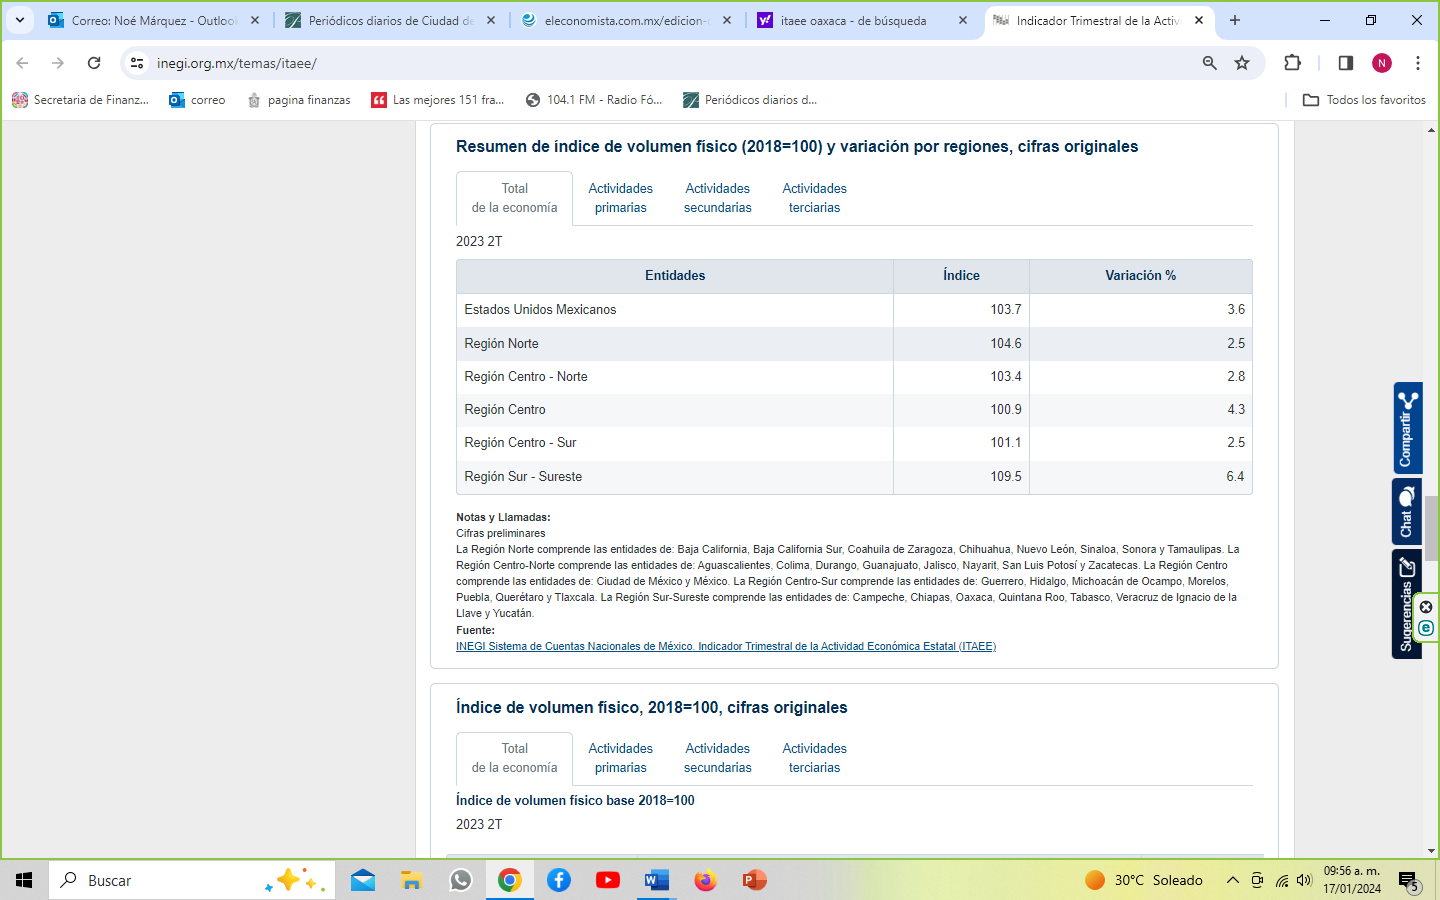 Correo: Noé Márquez - Outloo
Periódicos diarios de Ciudad de
eleconomista.com.mx/edicion-
itaee oaxaca - de búsqueda
Indicador Trimestral de la Activi
inegi.org.mx/temas/itaee/
N
Secretaria de Finanz...
correo
pagina finanzas
Las mejores 151 fra...
104.1 FM - Radio Fó...
Periódicos diarios d...
Todos los favoritos
Resumen de índice de volumen físico (2018=100) y variación por regiones, cifras originales
Total de la economía
Actividades primarias
Actividades secundarias
Actividades terciarias
2023 2T
Entidades Índice Variación %
Estados Unidos Mexicanos 103.7 3.6
Región Norte 104.6 2.5
Región Centro - Norte 103.4 2.8
Región Centro 100.9 4.3
Región Centro - Sur 101.1 2.5
Región Sur - Sureste 109.5 6.4
Notas y Llamadas:
Cifras preliminares
La Región Norte comprende las entidades de: Baja California, Baja California Sur, Coahuila de Zaragoza, Chihuahua, Nuevo León, Sinaloa, Sonora y Tamaulipas. La
Región Centro-Norte comprende las entidades de: Aguascalientes, Colima, Durango, Guanajuato, Jalisco, Nayarit, San Luis Potosí y Zacatecas. La Región Centro
comprende las entidades de: Ciudad de México y México. La Región Centro-Sur comprende las entidades de: Guerrero, Hidalgo, Michoacán de Ocampo, Morelos,
Puebla, Querétaro y Tlaxcala. La Región Sur-Sureste comprende las entidades de: Campeche, Chiapas, Oaxaca, Quintana Roo, Tabasco, Veracruz de Ignacio de la
Llave y Yucatán.
Fuente:
INEGI Sistema de Cuentas Nacionales de México. Indicador Trimestral de la Actividad Económica Estatal (ITAEE)
Compartir
Chat
Sugerencias
Índice de volumen físico, 2018=100, cifras originales
Total de la economía
Actividades primarias
Actividades secundarias
Actividades terciarias
Índice de volumen físico base 2018=100
2023 2T
Buscar
30°C Soleado
09:56 a. m.
17/01/2024
5